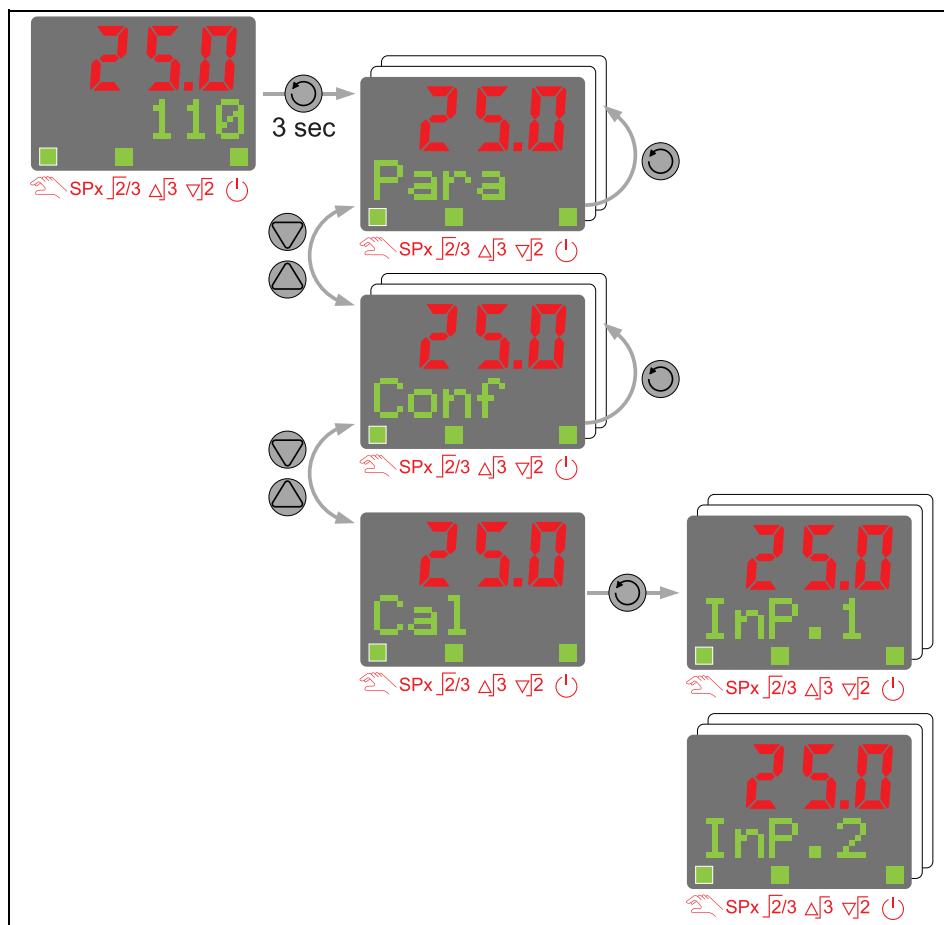 25.0
110
SPx 2/3 3 2
3 sec
25.0
Para
SPx 2/3 3 2
25.0
Conf
SPx 2/3 3 2
25.0
Cal
SPx 2/3 3 2
25.0
InP.1
SPx 2/3 3 2
25.0
InP.2
SPx 2/3 3 2